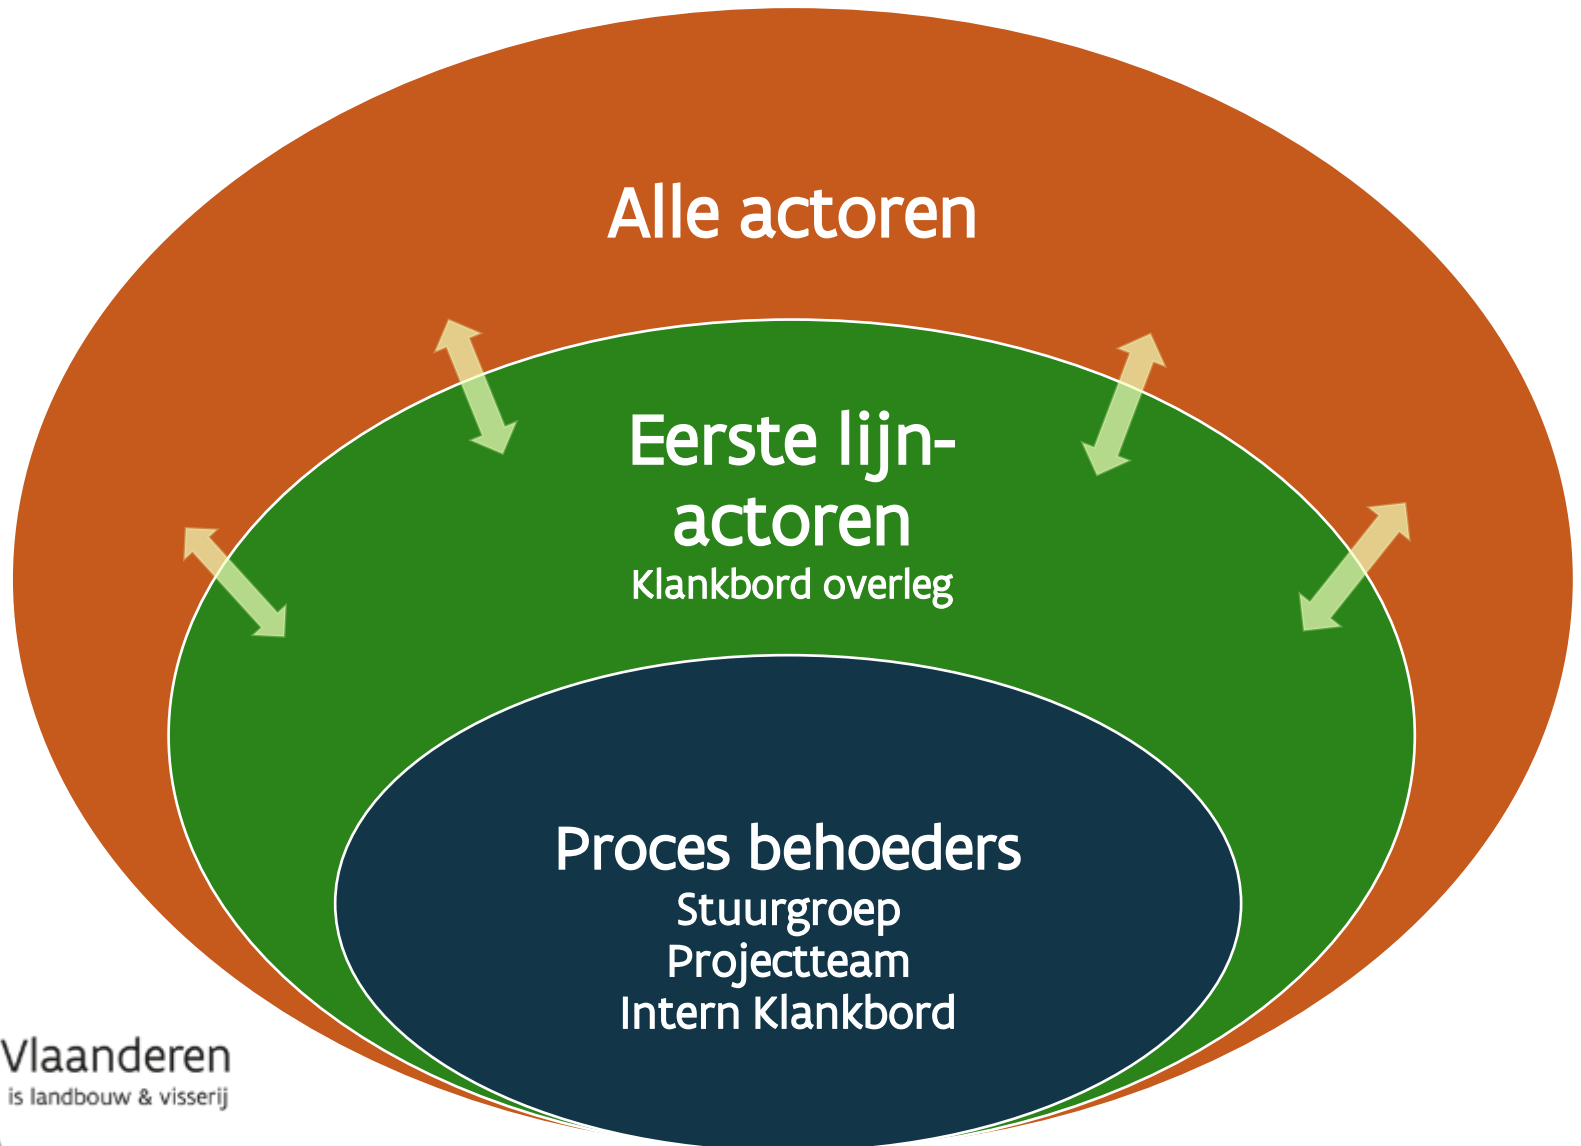 Alle actoren
Eerste lijn-
actoren
Klankbord overleg
Proces behoeders
Stuurgroep
Projectteam
Intern Klankbord
Vlaanderen
is landbouw & visserij